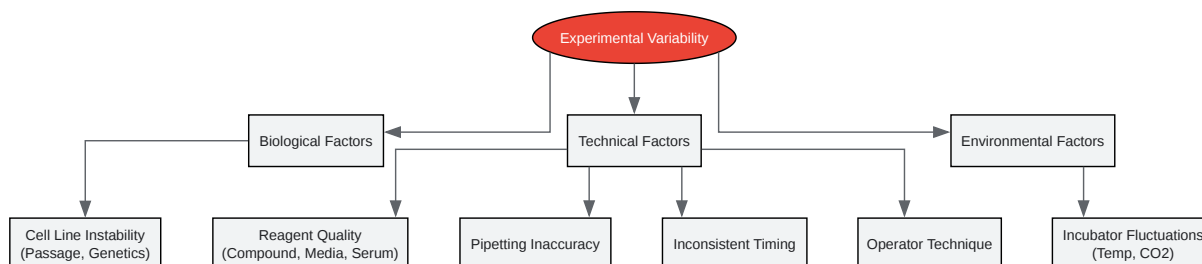 Experimental Variability
Biological Factors
Technical Factors
Environmental Factors
Cell Line Instability
(Passage, Genetics)
Reagent Quality
(Compound, Media, Serum)
Pipetting Inaccuracy
Inconsistent Timing
Operator Technique
Incubator Fluctuations
(Temp, CO2)